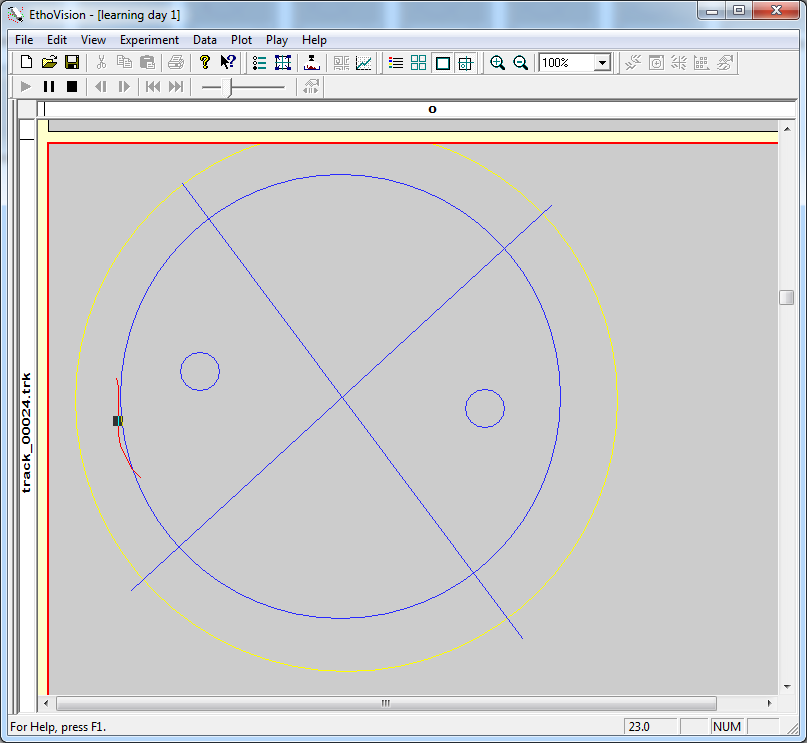 EthoVision - [learning day 1]
File Edit View Experiment Data Plot Play Help
100%
0
track_00024.trk
For Help, press F1.
23.0
NUM